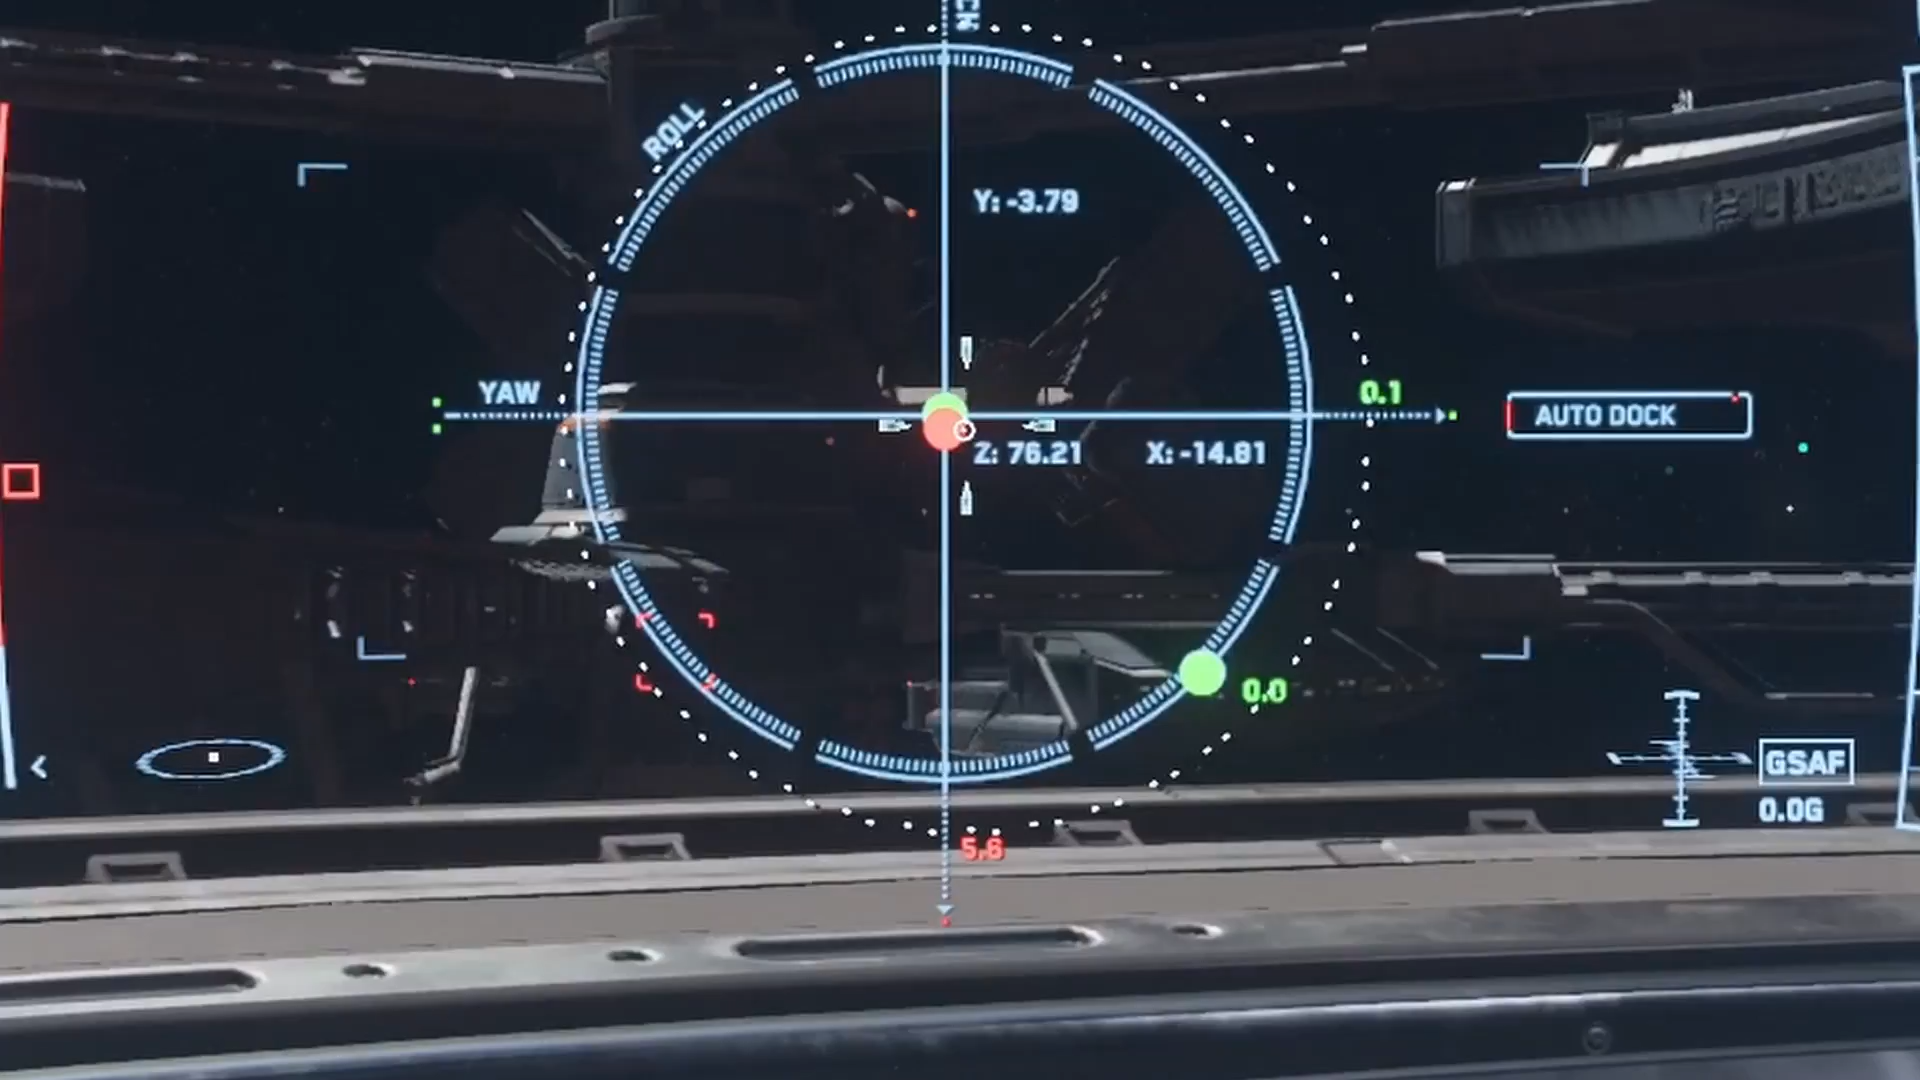 CH
ROLL
Y: -3.79
YAW
0.1
AUTO DOCK
Z: 76.21
X: -14.81
0.0
GSAF
0.0G
5.6